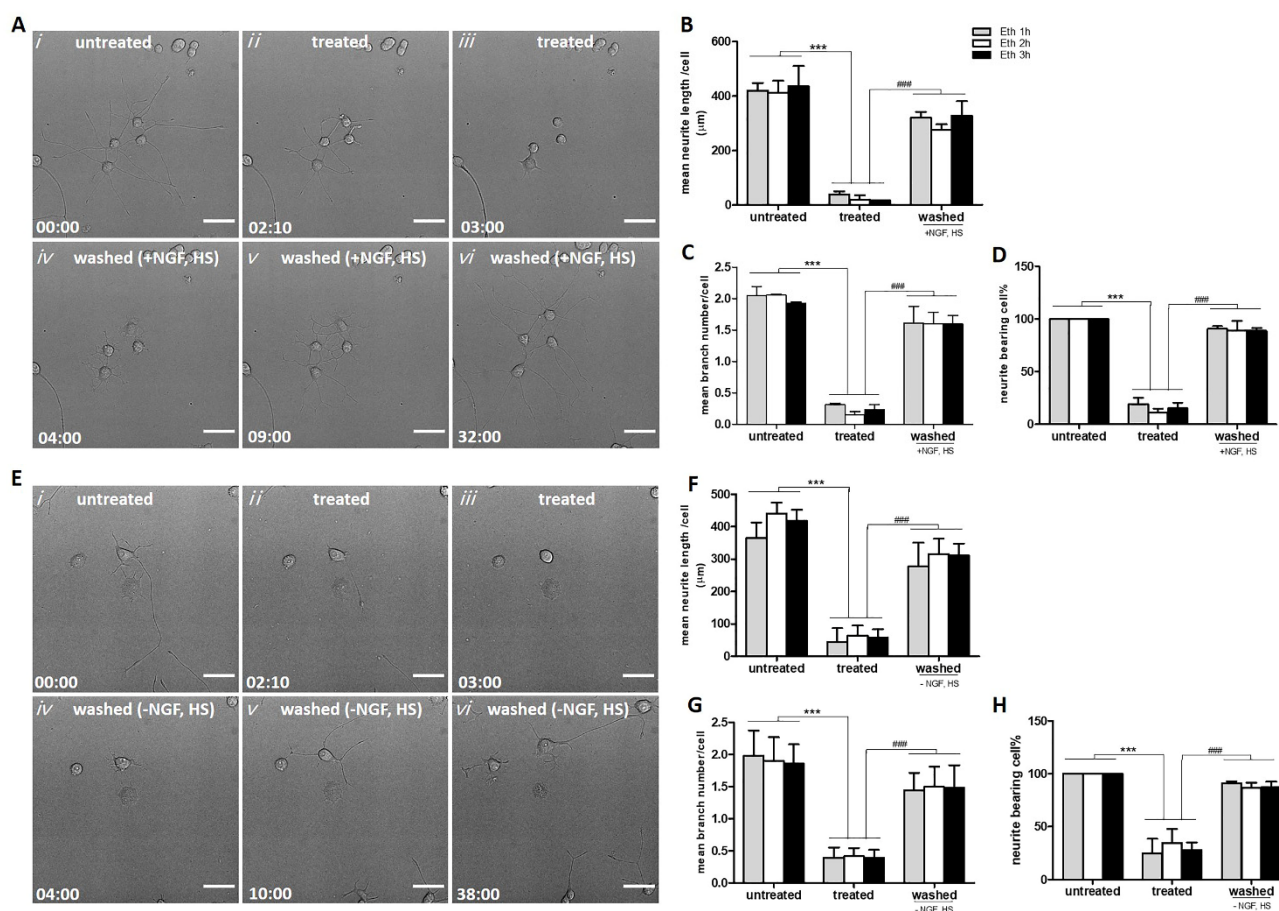 A
i untreated
ii treated
iii treated
00:00
02:10
03:00
iv washed (+NGF, HS)
v washed (+NGF, HS)
vi washed (+NGF, HS)
04:00
09:00
32:00
B
Eth 1h
Eth 2h
Eth 3h
mean neurite length /cell
(μm)
600
400
200
0
***
###
untreated
treated
washed
+NGF, HS
C
mean branch number/cell
2.5
2.0
1.5
1.0
0.5
0.0
***
###
untreated
treated
washed
+NGF, HS
D
neurite bearing cell%
150
100
50
0
***
###
untreated
treated
washed
+NGF, HS
E
i untreated
ii treated
iii treated
00:00
02:10
03:00
iv washed (-NGF, HS)
v washed (-NGF, HS)
vi washed (-NGF, HS)
04:00
10:00
38:00
F
mean neurite length /cell
(μm)
500
400
300
200
100
0
***
###
untreated
treated
washed
- NGF, HS
G
mean branch number/cell
2.5
2.0
1.5
1.0
0.5
0.0
***
###
untreated
treated
washed
- NGF, HS
H
neurite bearing cell%
150
100
50
0
***
###
untreated
treated
washed
- NGF, HS